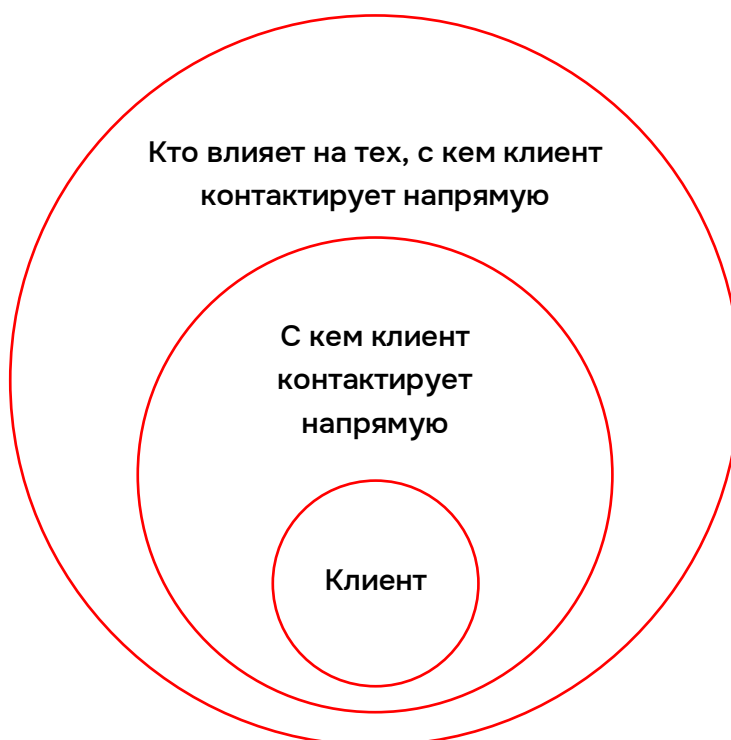 Кто влияет на тех, с кем клиент
контактирует напрямую
С кем клиент
контактирует
напрямую
Клиент